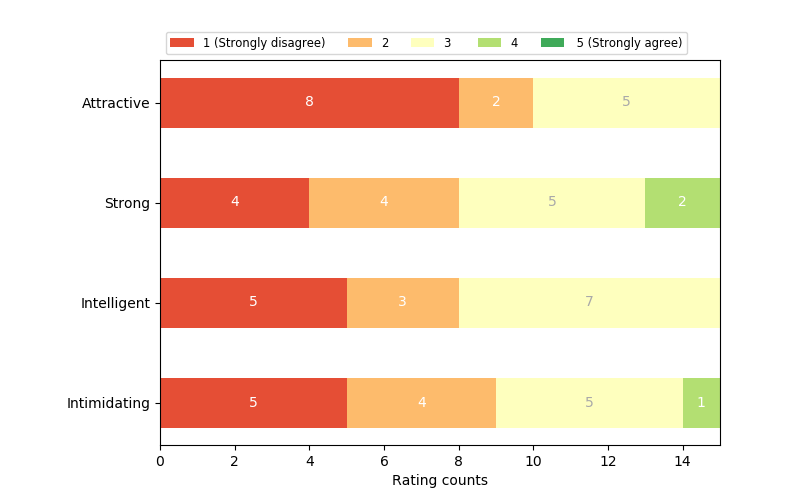 1 (Strongly disagree) 2 3 4 5 (Strongly agree)
Attractive 8 2 5
Strong 4 4 5 2
Intelligent 5 3 7
Intimidating 5 4 5 1
0 2 4 6 8 10 12 14
Rating counts